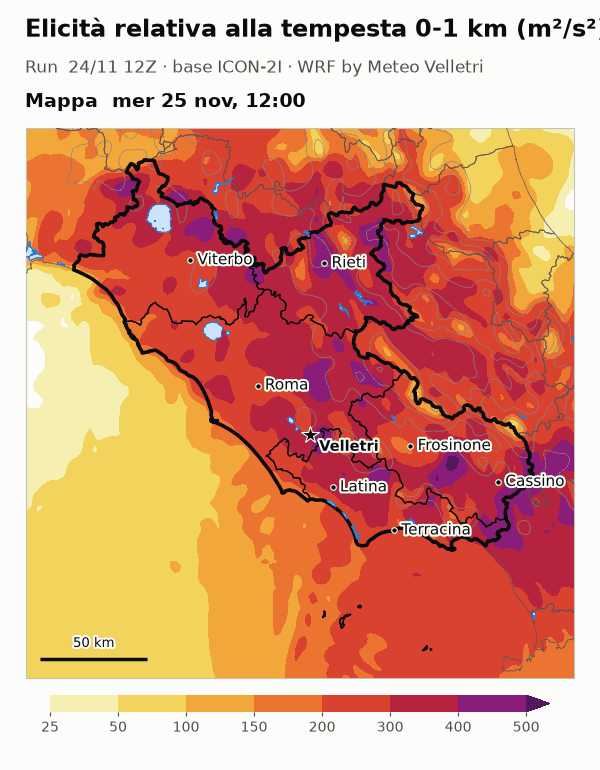 Elicità relativa alla tempesta 0-1 km (m²/s²)
Run  24/11 12Z · base ICON-2I · WRF by Meteo Velletri
Mappa  mer 25 nov, 12:00
Viterbo
Rieti
Roma
Velletri
Frosinone
Cassino
Latina
Terracina
50 km
25 50 100 150 200 300 400 500